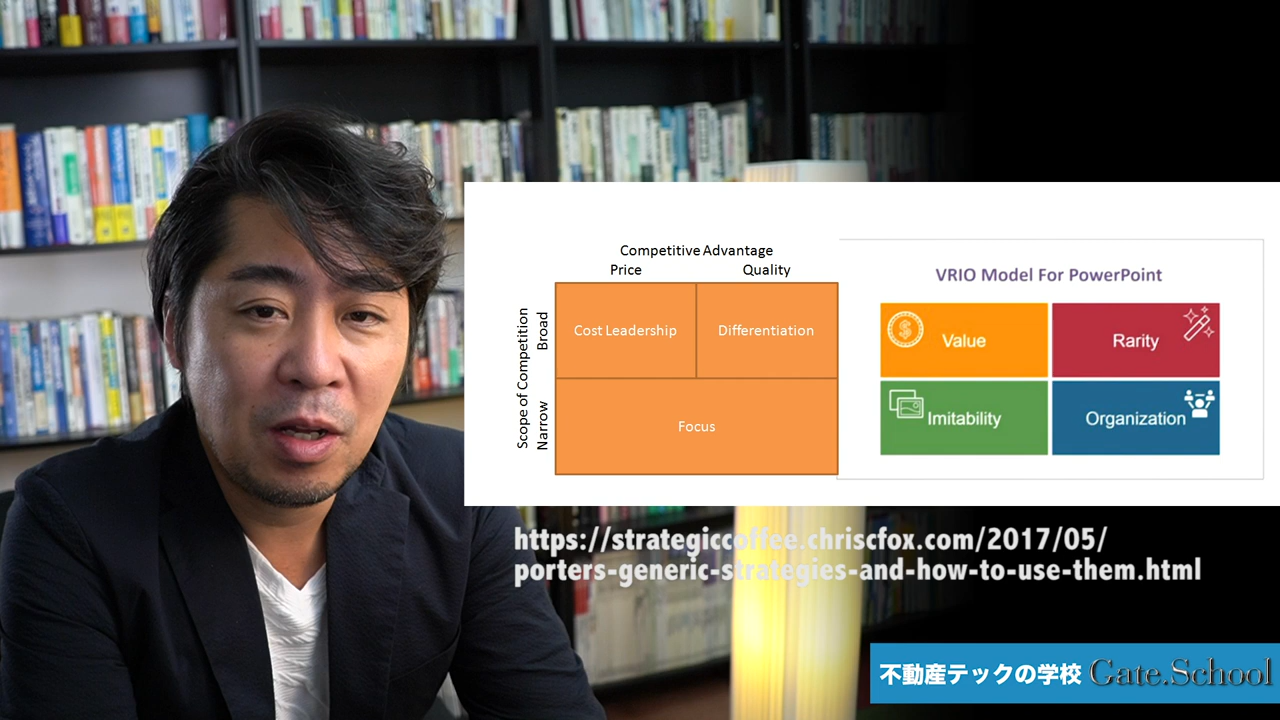 Competitive Advantage
Price Quality
Scope of Competition
Broad
Narrow
Cost Leadership Differentiation
Focus
VRIO Model For PowerPoint
Value Rarity
Imitability Organization
https://strategiccoffee.chriscfox.com/2017/05/
porters-generic-strategies-and-how-to-use-them.html
不動産テックの学校 Gate.School